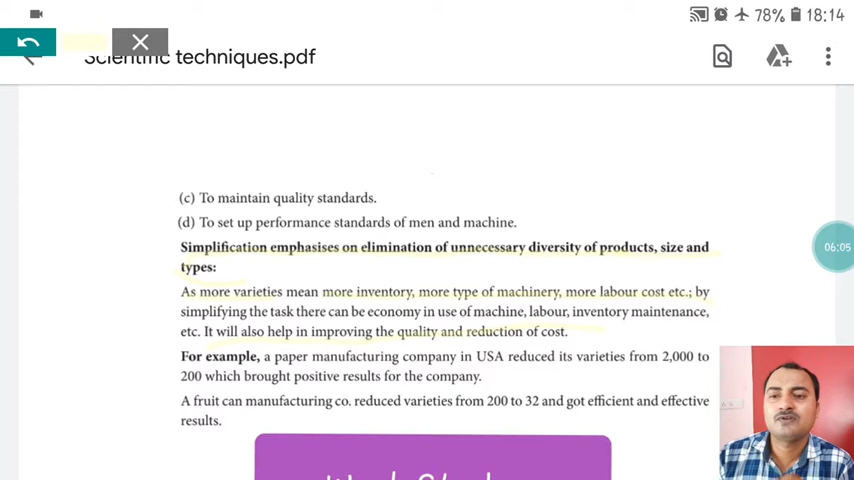 78% 18:14
Scientific techniques.pdf
(c) To maintain quality standards.
(d) To set up performance standards of men and machine.
Simplification emphasises on elimination of unnecessary diversity of products, size and
types:
As more varieties mean more inventory, more type of machinery, more labour cost etc.; by
simplifying the task there can be economy in use of machine, labour, inventory maintenance,
etc. It will also help in improving the quality and reduction of cost.
06:05
For example, a paper manufacturing company in USA reduced its varieties from 2,000 to
200 which brought positive results for the company.
A fruit can manufacturing co. reduced varieties from 200 to 32 and got efficient and effective
results.